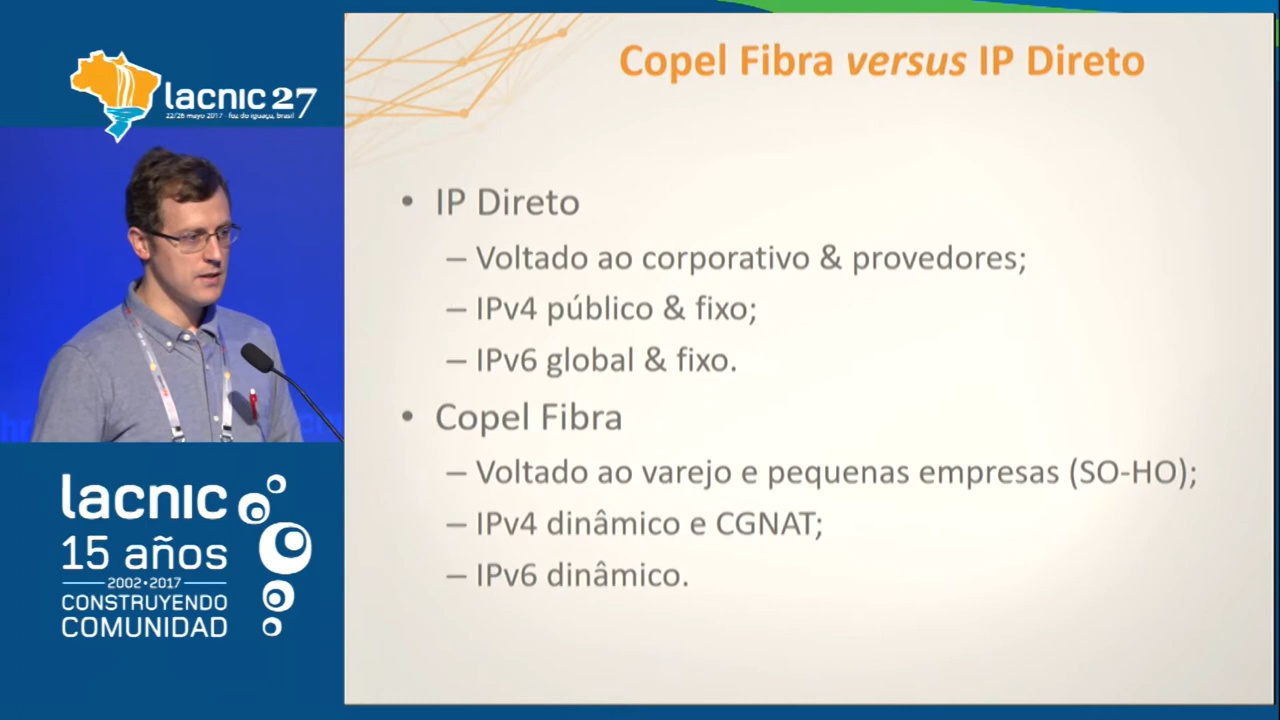 lacnic 27
22/26 mayo 2017 - foz do iguaçu, brasil
lacnic
15 años
2002•2017
CONSTRUYENDO
COMUNIDAD
Copel Fibra versus IP Direto
• IP Direto
– Voltado ao corporativo & provedores;
– IPv4 público & fixo;
– IPv6 global & fixo.
• Copel Fibra
– Voltado ao varejo e pequenas empresas (SO-HO);
– IPv4 dinâmico e CGNAT;
– IPv6 dinâmico.